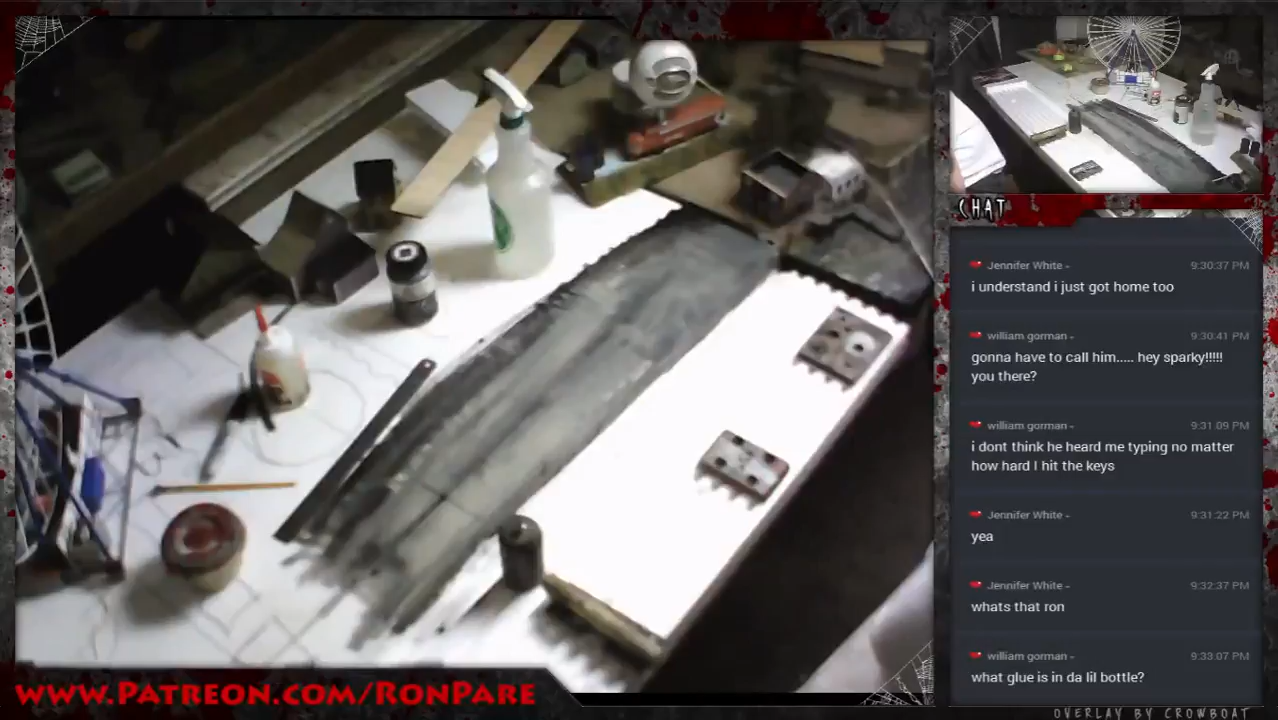 CHAT
Jennifer White - 9:30:37 PM
i understand i just got home too
william gorman - 9:30:41 PM
gonna have to call him..... hey sparky!!!!!
you there?
william gorman - 9:31:09 PM
i dont think he heard me typing no matter
how hard I hit the keys
Jennifer White - 9:31:22 PM
yea
Jennifer White - 9:32:37 PM
whats that ron
william gorman - 9:33:07 PM
what glue is in da lil bottle?
www.Patreon.com/RonPare
OVERLAY BY CROWBOAT